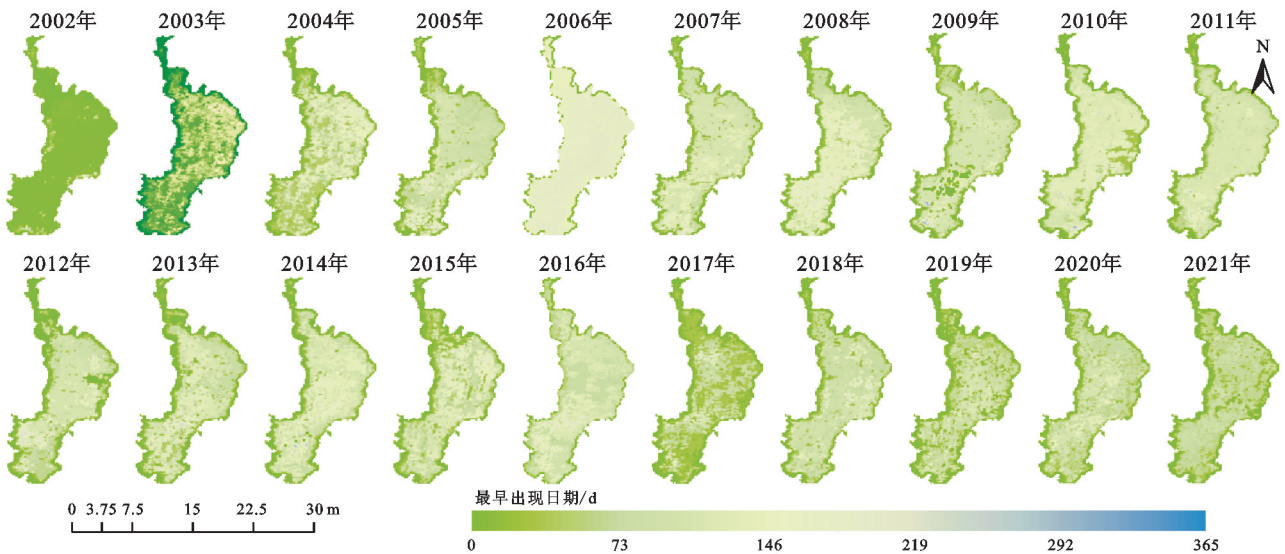 2002年 2003年 2004年 2005年 2006年 2007年 2008年 2009年 2010年 2011年
N
2012年 2013年 2014年 2015年 2016年 2017年 2018年 2019年 2020年 2021年
最早出现日期/d
0 3.75 7.5 15 22.5 30 m
0 73 146 219 292 365